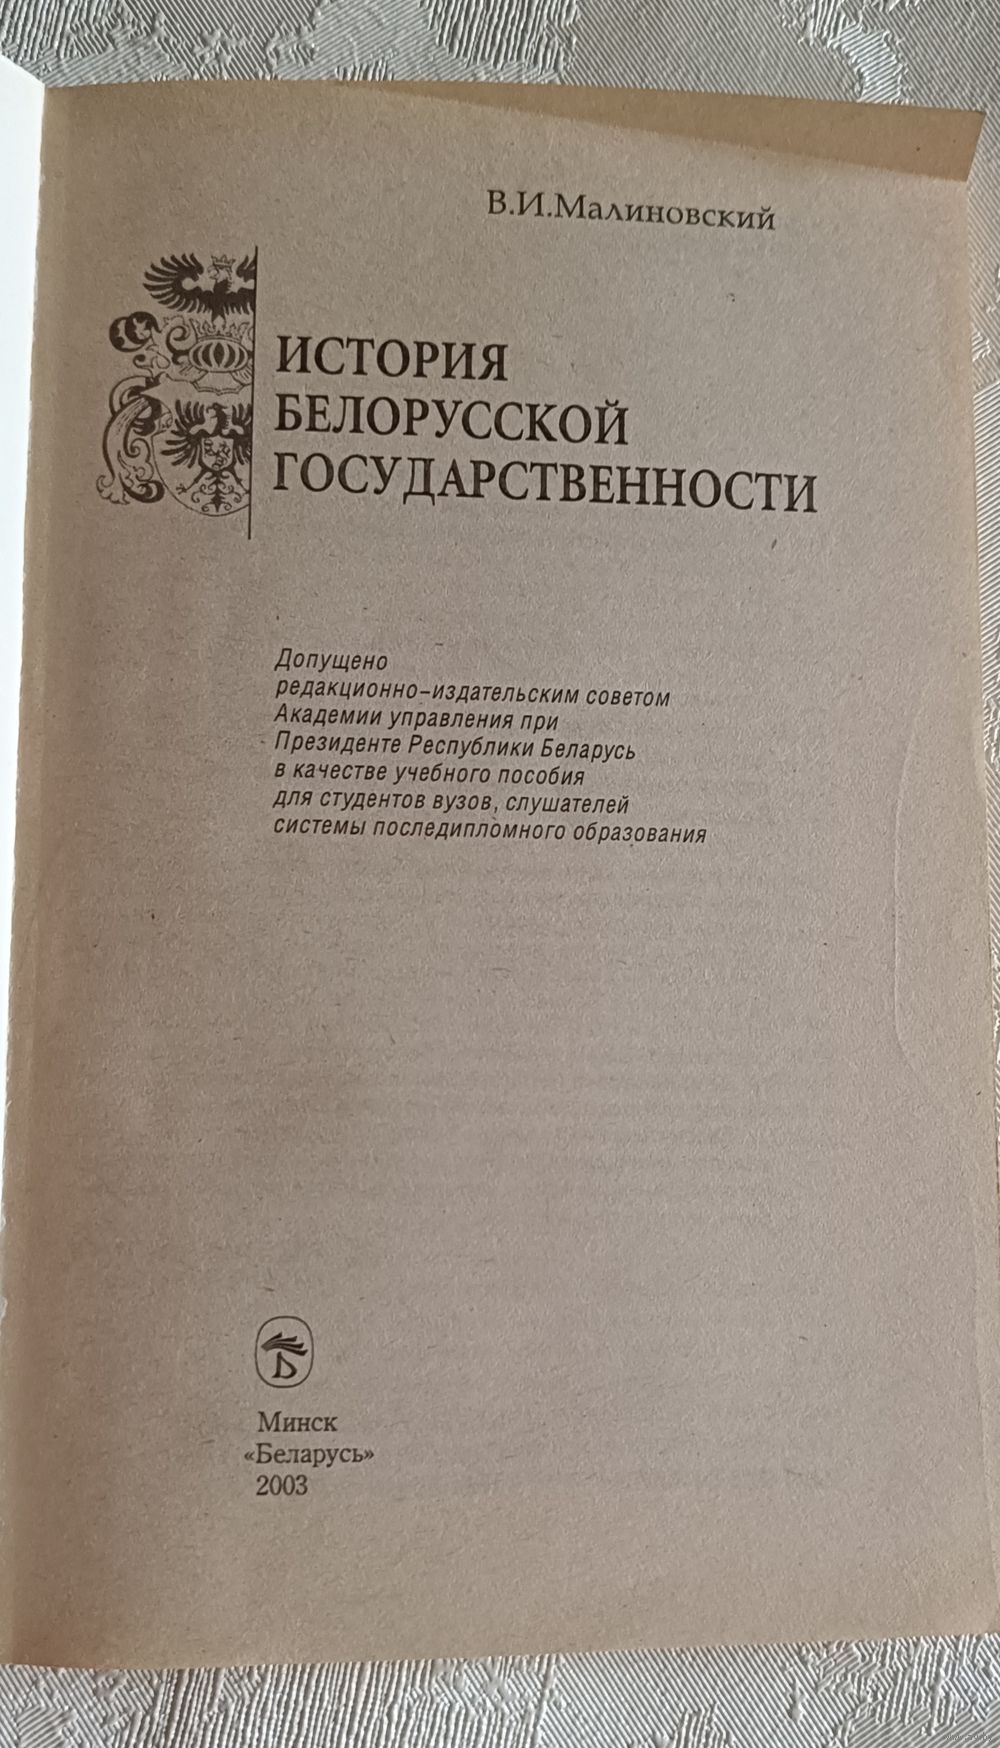 В.И.Малиновский
ИСТОРИЯ
БЕЛОРУССКОЙ
ГОСУДАРСТВЕННОСТИ
Допущено
редакционно-издательским советом
Академии управления при
Президенте Республики Беларусь
в качестве учебного пособия
для студентов вузов, слушателей
системы последипломного образования
Минск
«Беларусь»
2003